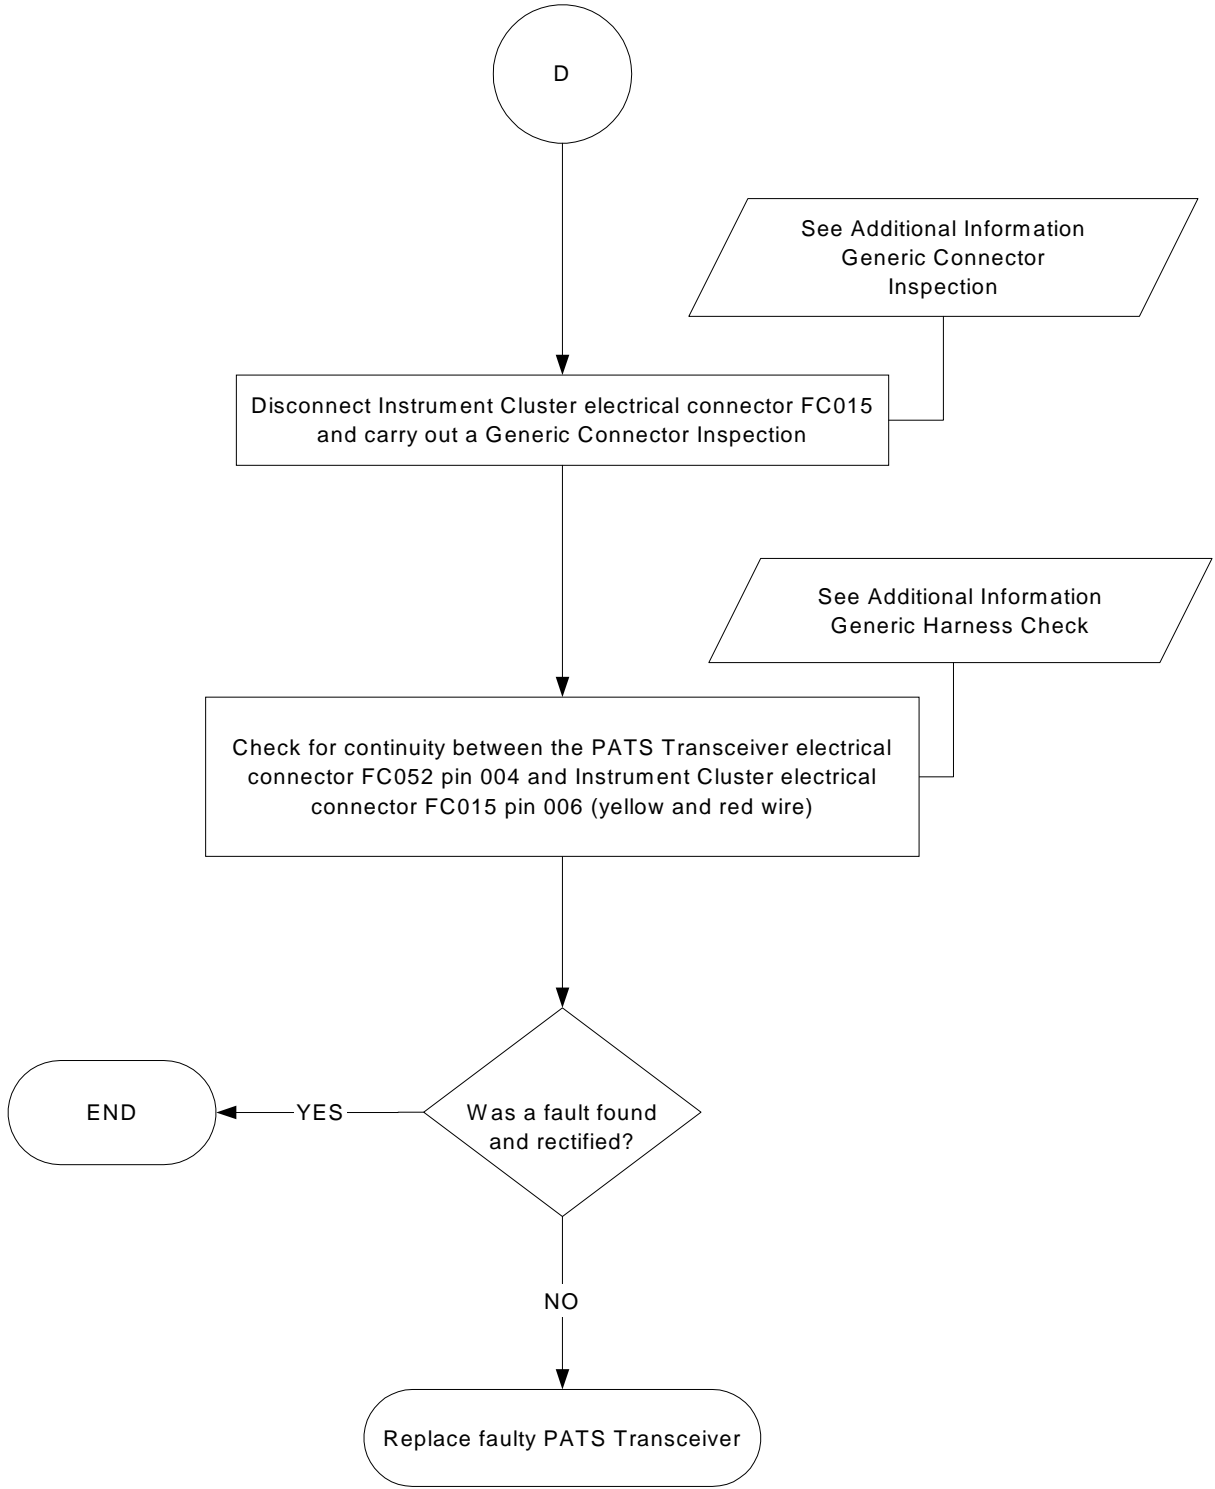 D
See Additional Information
Generic Connector
Inspection
Disconnect Instrument Cluster electrical connector FC015
and carry out a Generic Connector Inspection
See Additional Information
Generic Harness Check
Check for continuity between the PATS Transceiver electrical
connector FC052 pin 004 and Instrument Cluster electrical
connector FC015 pin 006 (yellow and red wire)
Was a fault found
and rectified?
YES
END
NO
Replace faulty PATS Transceiver